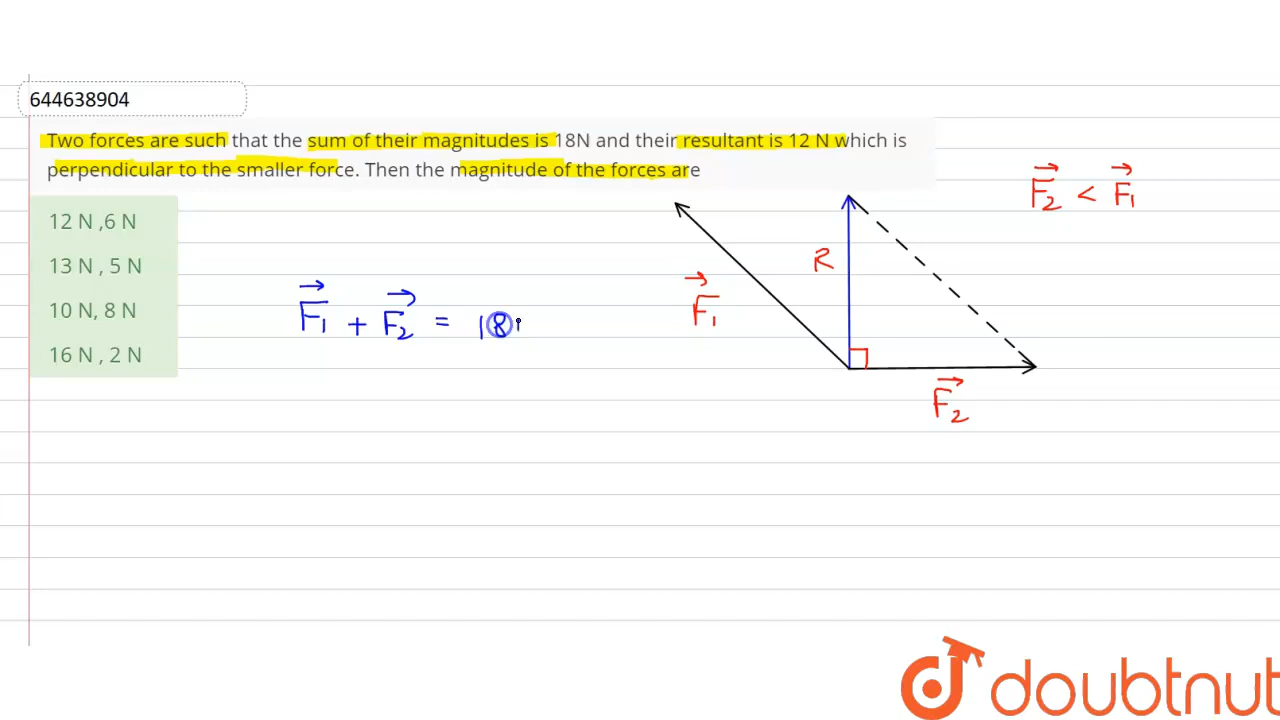 644638904
Two forces are such that the sum of their magnitudes is 18N and their resultant is 12 N which is
perpendicular to the smaller force. Then the magnitude of the forces are
12 N ,6 N
13 N , 5 N
10 N, 8 N
16 N , 2 N
F⃗₁ + F⃗₂ = 18
F⃗₂ < F⃗₁
R
F⃗₁
F⃗₂
doubtnut